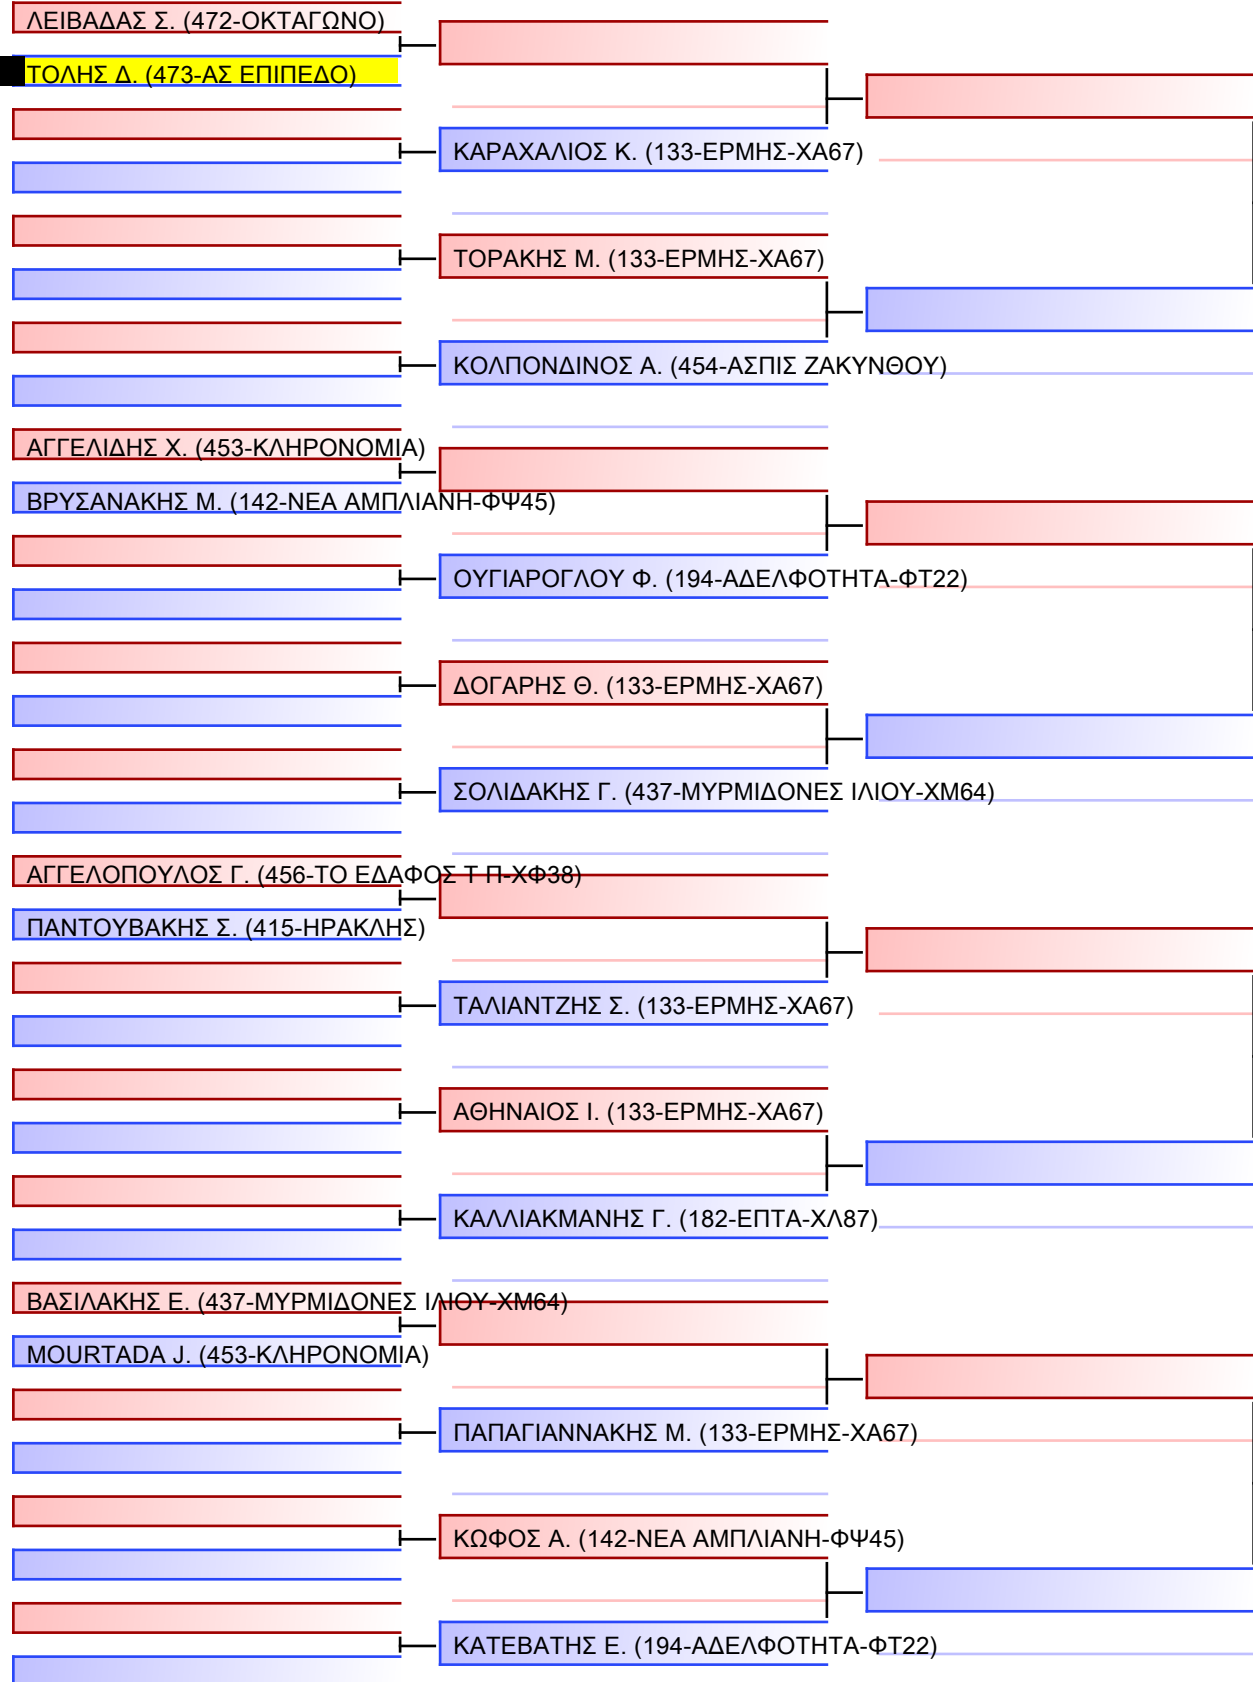 ΛΕΙΒΑΔΑΣ Σ. (472-ΟΚΤΑΓΩΝΟ)
ΤΟΛΗΣ Δ. (473-ΑΣ ΕΠΙΠΕΔΟ)
ΚΑΡΑΧΑΛΙΟΣ Κ. (133-ΕΡΜΗΣ-ΧΑ67)
ΤΟΡΑΚΗΣ Μ. (133-ΕΡΜΗΣ-ΧΑ67)
ΚΟΛΠΟΝΔΙΝΟΣ Α. (454-ΑΣΠΙΣ ΖΑΚΥΝΘΟΥ)
ΑΓΓΕΛΙΔΗΣ Χ. (453-ΚΛΗΡΟΝΟΜΙΑ)
ΒΡΥΣΑΝΑΚΗΣ Μ. (142-ΝΕΑ ΑΜΠΛΙΑΝΗ-ΦΨ45)
ΟΥΓΙΑΡΟΓΛΟΥ Φ. (194-ΑΔΕΛΦΟΤΗΤΑ-ΦΤ22)
ΔΟΓΑΡΗΣ Θ. (133-ΕΡΜΗΣ-ΧΑ67)
ΣΟΛΙΔΑΚΗΣ Γ. (437-ΜΥΡΜΙΔΟΝΕΣ ΙΛΙΟΥ-ΧΜ64)
ΑΓΓΕΛΟΠΟΥΛΟΣ Γ. (456-ΤΟ ΕΔΑΦΟΣ Τ Π-ΧΦ38)
ΠΑΝΤΟΥΒΑΚΗΣ Σ. (415-ΗΡΑΚΛΗΣ)
ΤΑΛΙΑΝΤΖΗΣ Σ. (133-ΕΡΜΗΣ-ΧΑ67)
ΑΘΗΝΑΙΟΣ Ι. (133-ΕΡΜΗΣ-ΧΑ67)
ΚΑΛΛΙΑΚΜΑΝΗΣ Γ. (182-ΕΠΤΑ-ΧΛ87)
ΒΑΣΙΛΑΚΗΣ Ε. (437-ΜΥΡΜΙΔΟΝΕΣ ΙΛΙΟΥ-ΧΜ64)
MOURTADA J. (453-ΚΛΗΡΟΝΟΜΙΑ)
ΠΑΠΑΓΙΑΝΝΑΚΗΣ Μ. (133-ΕΡΜΗΣ-ΧΑ67)
ΚΩΦΟΣ Α. (142-ΝΕΑ ΑΜΠΛΙΑΝΗ-ΦΨ45)
ΚΑΤΕΒΑΤΗΣ Ε. (194-ΑΔΕΛΦΟΤΗΤΑ-ΦΤ22)